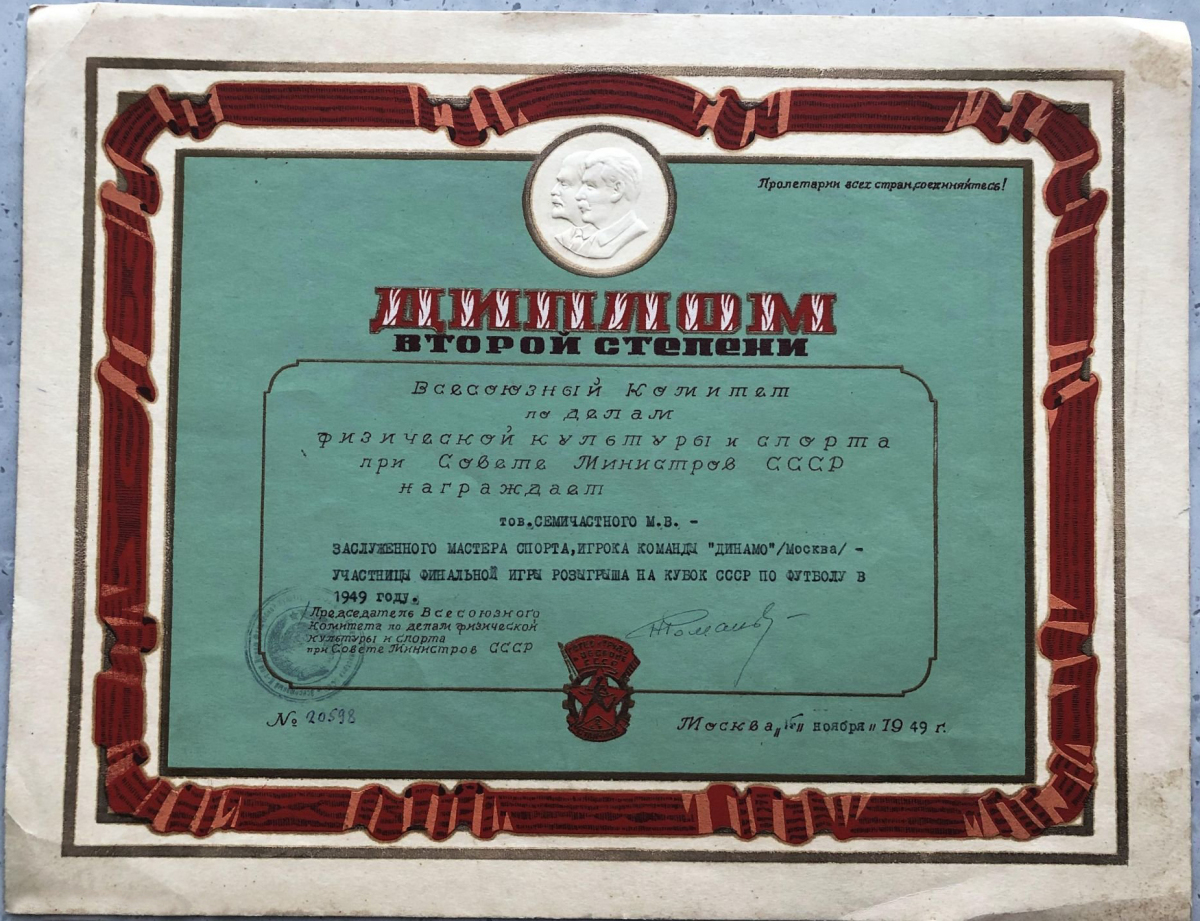 Пролетарии всех стран, соединяйтесь!
ДИПЛОМ
ВТОРОЙ СТЕПЕНИ
Всесоюзный Комитет
по делам
физической культуры и спорта
при Совете Министров СССР
награждает
тов.СЕМИЧАСТНОГО М.В. -
ЗАСЛУЖЕННОГО МАСТЕРА СПОРТА,ИГРОКА КОМАНДЫ "ДИНАМО"/Москва/ -
УЧАСТНИЦЫ ФИНАЛЬНОЙ ИГРЫ РОЗЫГРЫША НА КУБОК СССР ПО ФУТБОЛУ В
1949 году.
Председатель Всесоюзного
Комитета по делам физической
культуры и спорта
при Совете Министров СССР
№ 20598
Москва „15" ноября" 1949 г.